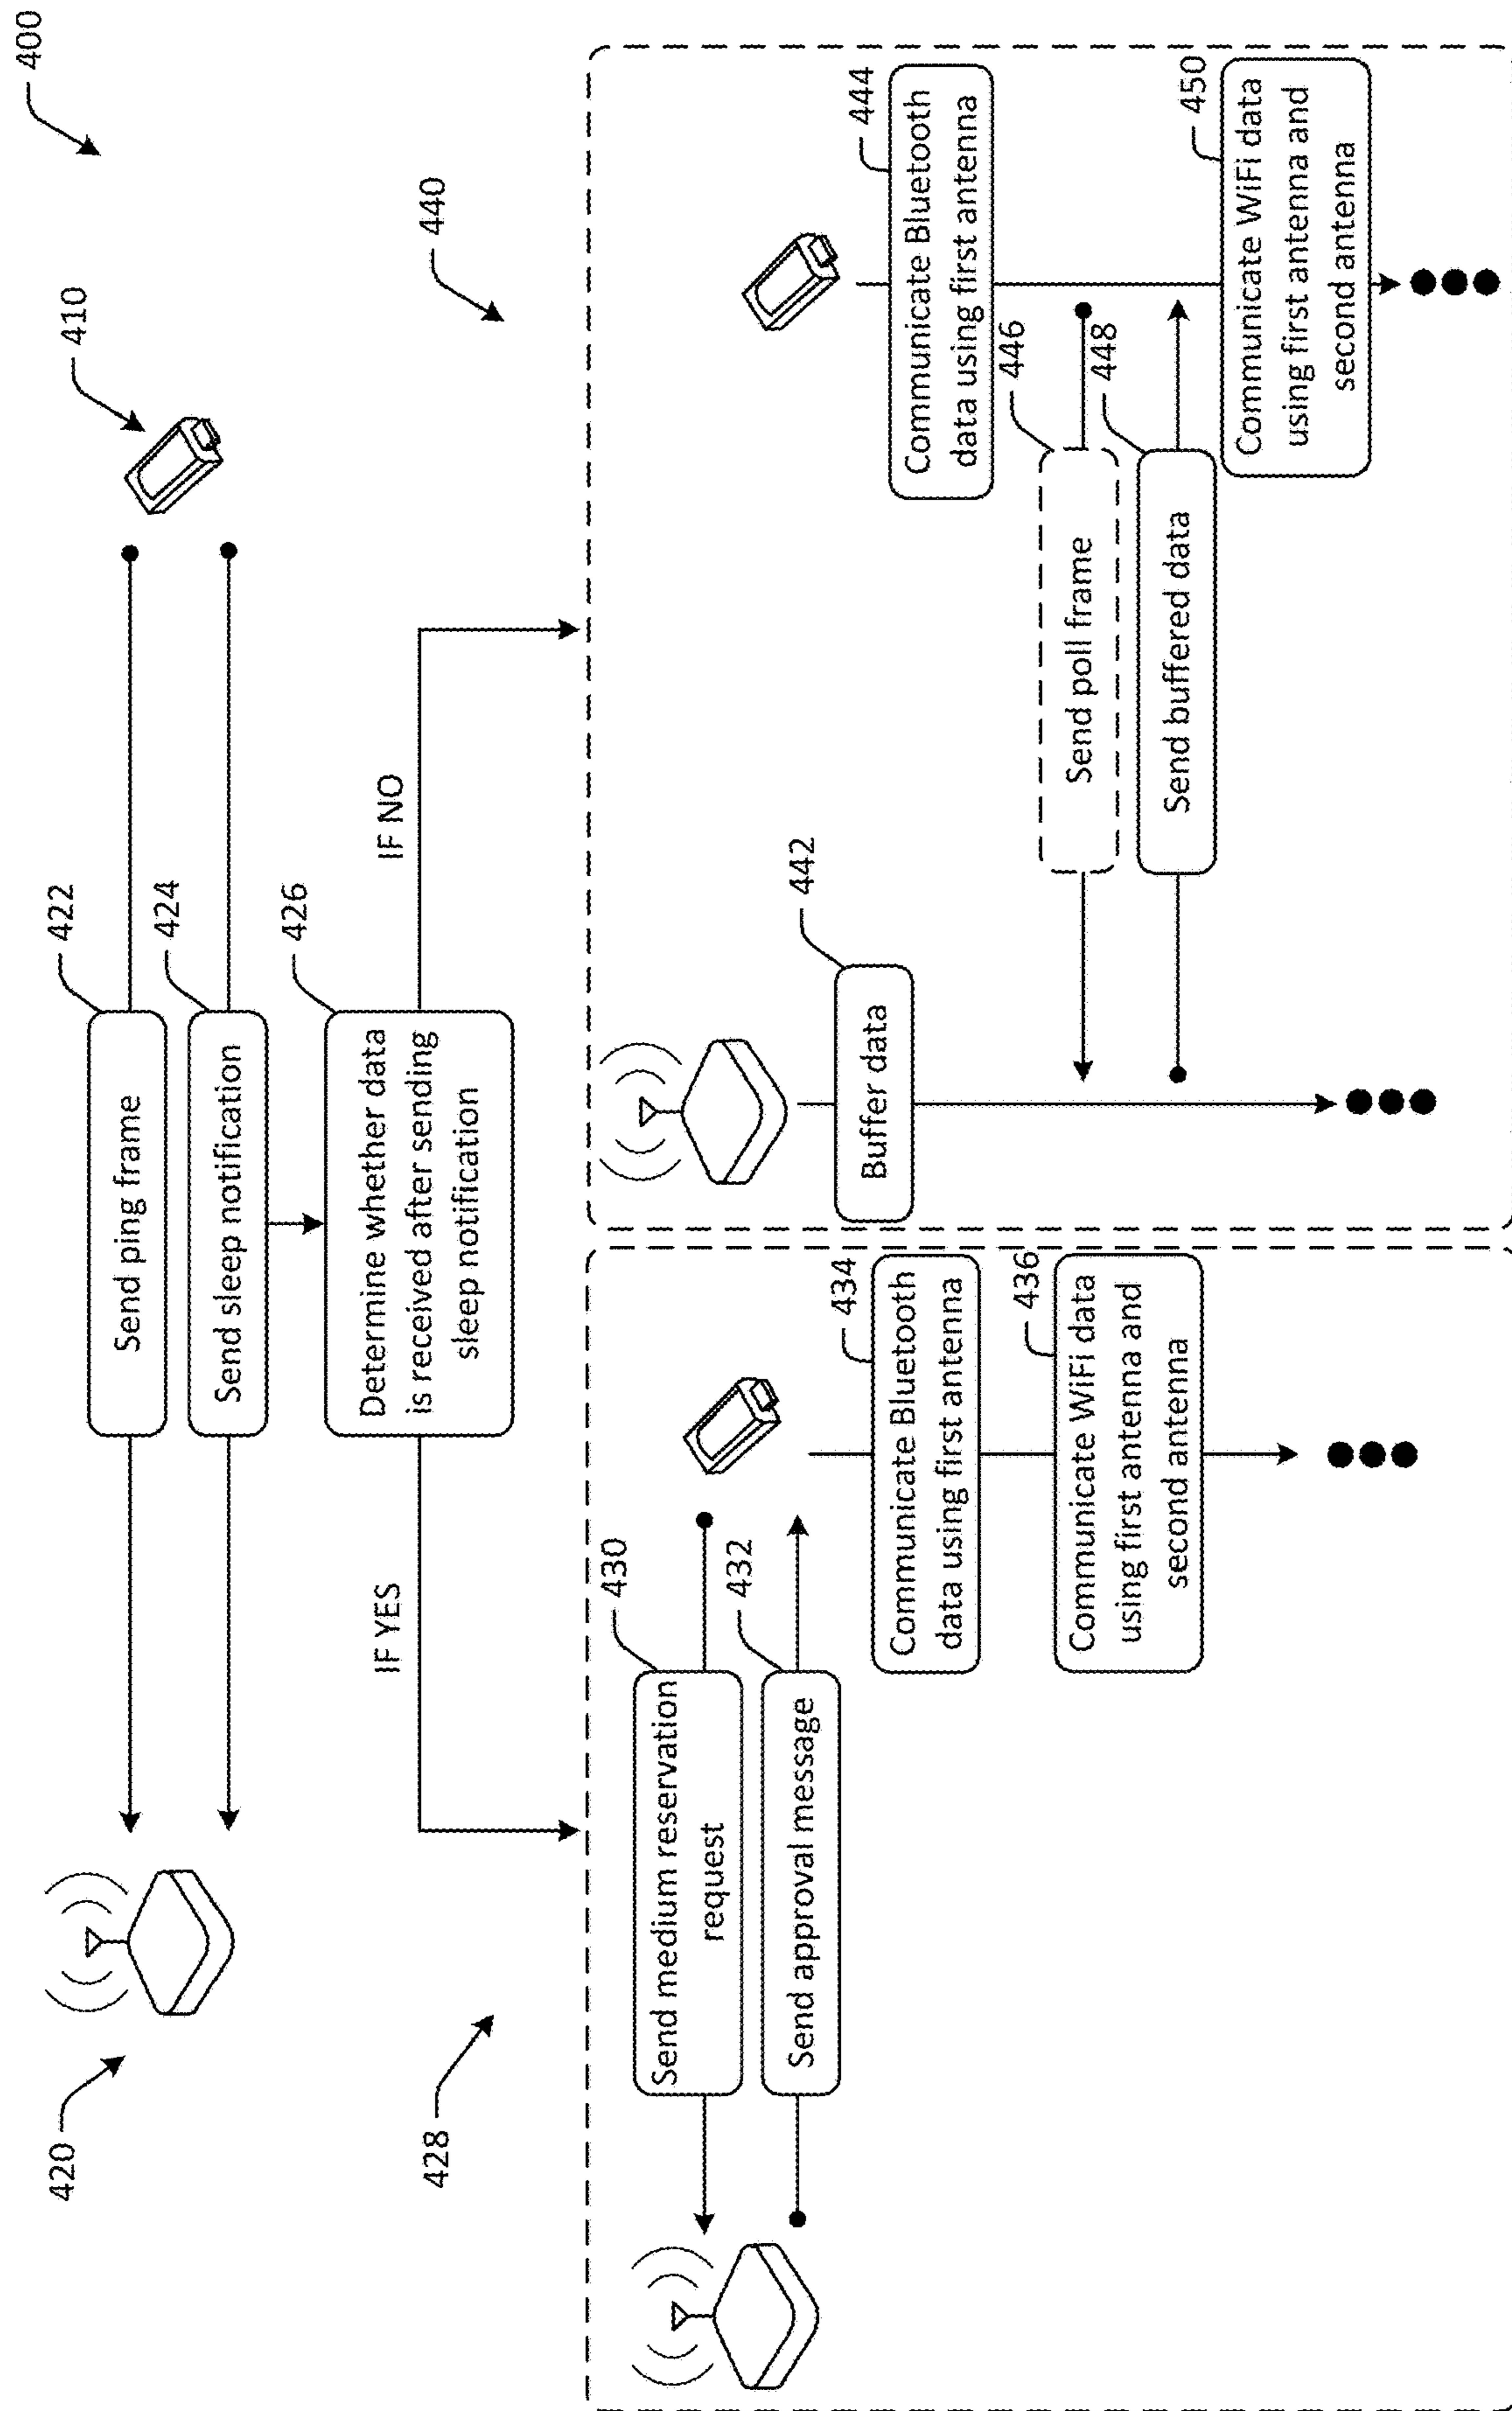 400
410
420
422
Send ping frame
424
Send sleep notification
426
Determine whether data
is received after sending
sleep notification
IF YES
IF NO
428
440
430
Send medium reservation
request
432
Send approval message
434
Communicate Bluetooth
data using first antenna
436
Communicate WiFi data
using first antenna and
second antenna
442
Buffer data
444
Communicate Bluetooth
data using first antenna
446
Send poll frame
448
Send buffered data
450
Communicate WiFi data
using first antenna and
second antenna